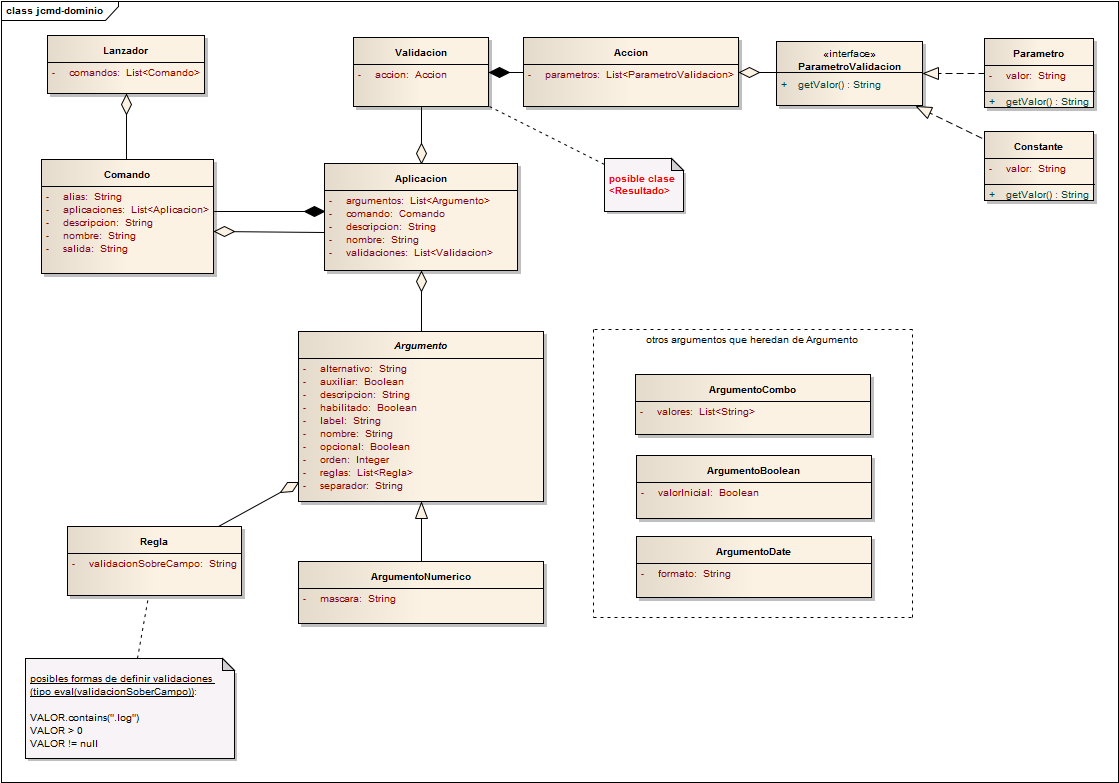 class jcmd-dominio
Lanzador
- comandos: List<Comando>
Validacion
- accion: Accion
Accion
- parametros: List<ParametroValidacion>
«interface»
ParametroValidacion
+ getValor() : String
Parametro
- valor: String
+ getValor() : String
Constante
- valor: String
+ getValor() : String
Comando
- alias: String
- aplicaciones: List<Aplicacion>
- descripcion: String
- nombre: String
- salida: String
Aplicacion
- argumentos: List<Argumento>
- comando: Comando
- descripcion: String
- nombre: String
- validaciones: List<Validacion>
posible clase
<Resultado>
Argumento
- alternativo: String
- auxiliar: Boolean
- descripcion: String
- habilitado: Boolean
- label: String
- nombre: String
- opcional: Boolean
- orden: Integer
- reglas: List<Regla>
- separador: String
otros argumentos que heredan de Argumento
ArgumentoCombo
- valores: List<String>
ArgumentoBoolean
- valorInicial: Boolean
ArgumentoDate
- formato: String
Regla
- validacionSobreCampo: String
ArgumentoNumerico
- mascara: String
posibles formas de definir validaciones
(tipo eval(validacionSoberCampo)):
VALOR.contains(".log")
VALOR > 0
VALOR != null